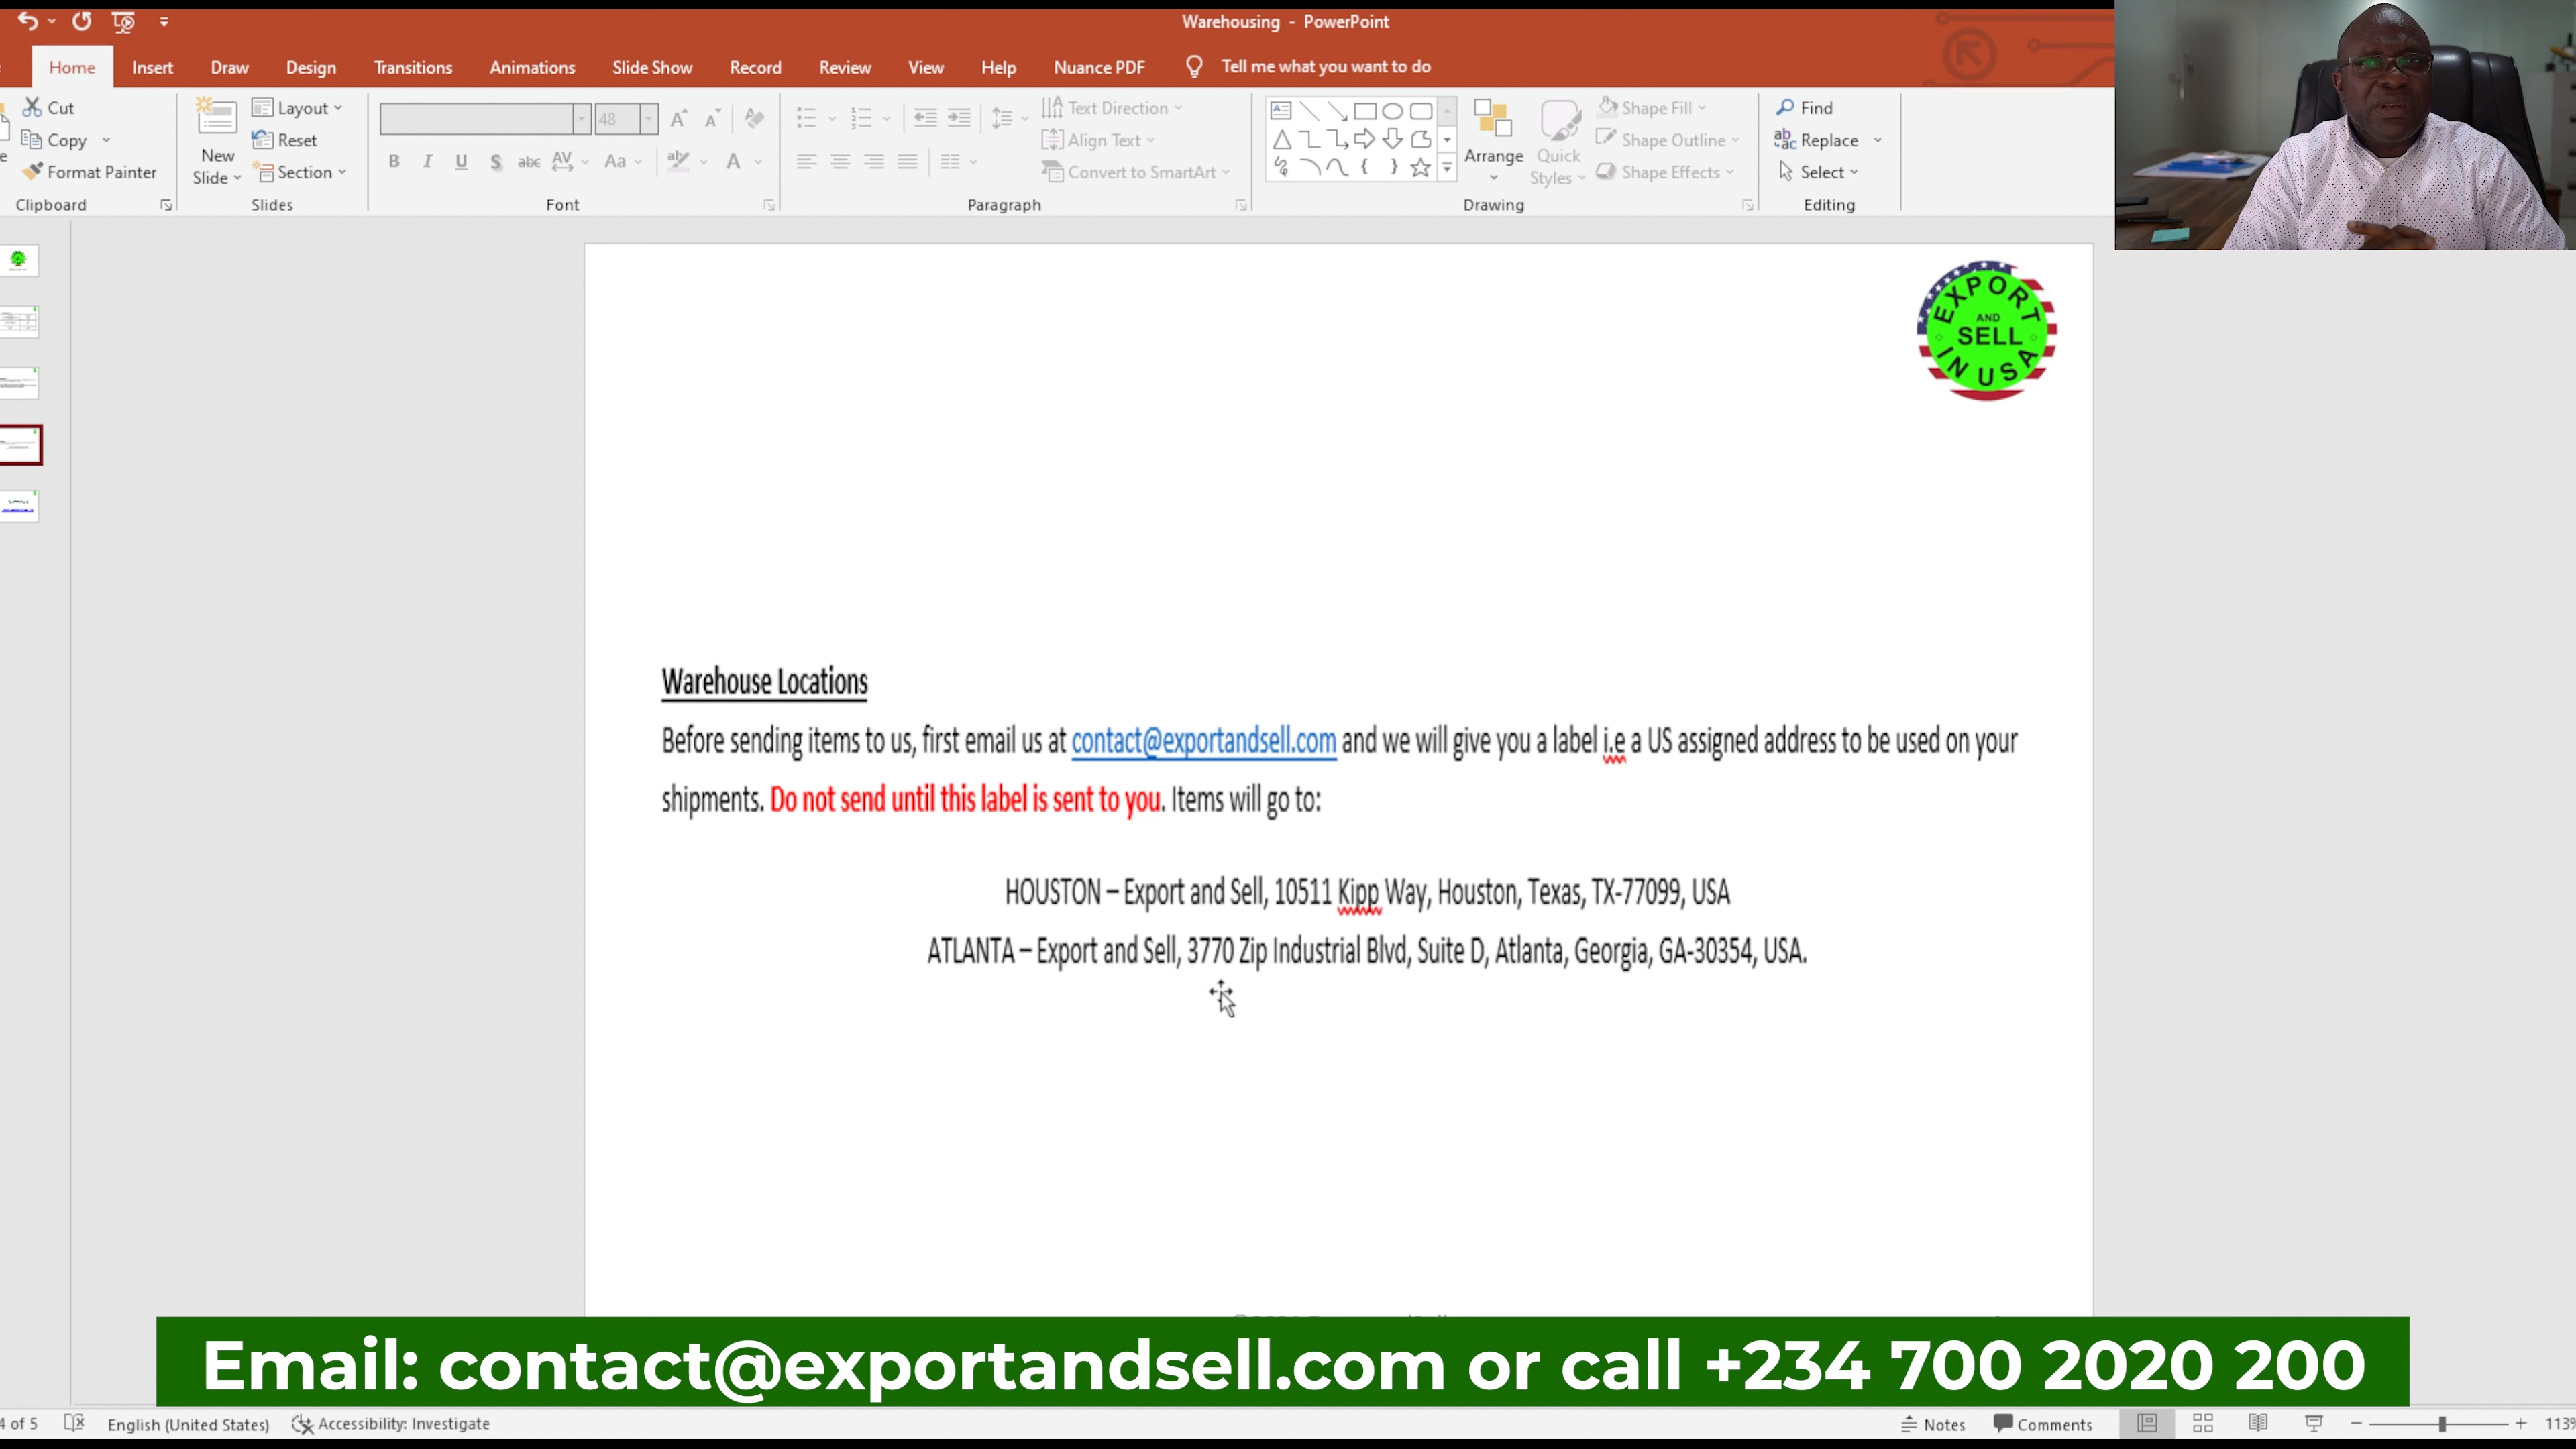 Warehousing - PowerPoint
Home Insert Draw Design Transitions Animations Slide Show Record Review View Help Nuance PDF Tell me what you want to do
Cut
Copy
Format Painter
Clipboard
New
Slide
Layout
Reset
Section
Slides
48
B I U S abc AV Aa A
Font
Text Direction
Align Text
Convert to SmartArt
Paragraph
Arrange
Quick
Styles
Shape Fill
Shape Outline
Shape Effects
Drawing
Find
Replace
Select
Editing
EXPORT
AND
SELL
IN USA
Warehouse Locations
Before sending items to us, first email us at contact@exportandsell.com and we will give you a label i.e a US assigned address to be used on your
shipments. Do not send until this label is sent to you. Items will go to:
HOUSTON – Export and Sell, 10511 Kipp Way, Houston, Texas, TX-77099, USA
ATLANTA – Export and Sell, 3770 Zip Industrial Blvd, Suite D, Atlanta, Georgia, GA-30354, USA.
Email: contact@exportandsell.com or call +234 700 2020 200
4 of 5 English (United States) Accessibility: Investigate Notes Comments 113%